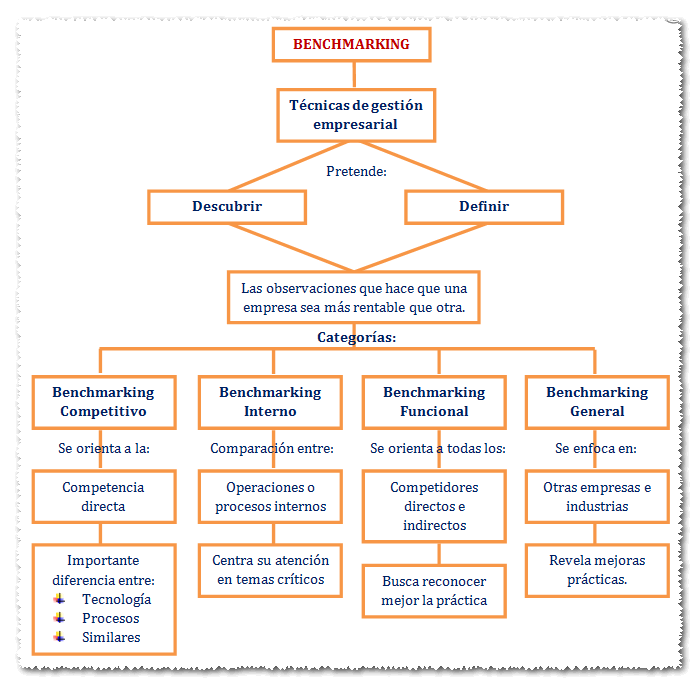 BENCHMARKING
Técnicas de gestión
empresarial
Pretende:
Descubrir
Definir
Las observaciones que hace que una
empresa sea más rentable que otra.
Categorías:
Benchmarking
Competitivo
Se orienta a la:
Competencia
directa
Importante
diferencia entre:
Tecnología
Procesos
Similares
Benchmarking
Interno
Comparación entre:
Operaciones o
procesos internos
Centra su atención
en temas críticos
Benchmarking
Funcional
Se orienta a todas los:
Competidores
directos e
indirectos
Busca reconocer
mejor la práctica
Benchmarking
General
Se enfoca en:
Otras empresas e
industrias
Revela mejoras
prácticas.